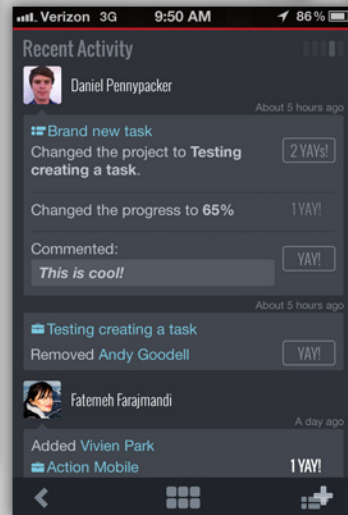 Verizon 3G 9:50 AM 86%
Recent Activity
Daniel Pennypacker
About 5 hours ago
Brand new task
Changed the project to Testing
creating a task.
2 YAYs!
Changed the progress to 65%
1 YAY!
Commented:
This is cool!
YAY!
About 5 hours ago
Testing creating a task
Removed Andy Goodell
YAY!
Fatemeh Farajmandi
A day ago
Added Vivien Park
Action Mobile
1 YAY!